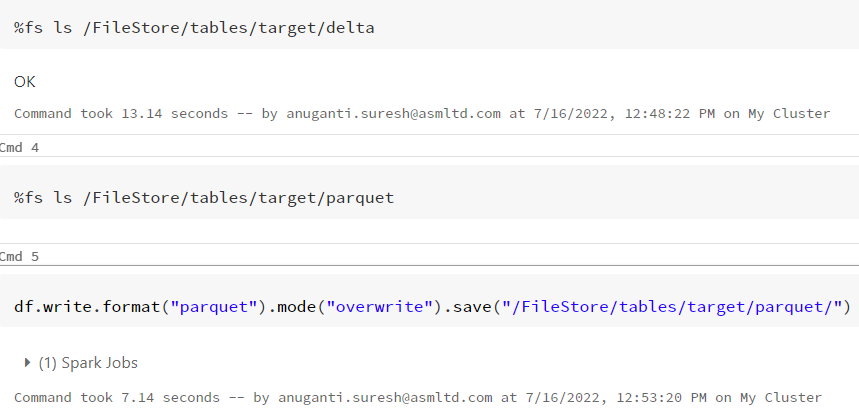 %fs ls /FileStore/tables/target/delta
OK
Command took 13.14 seconds -- by anuganti.suresh@asmltd.com at 7/16/2022, 12:48:22 PM on My Cluster
Cmd 4
%fs ls /FileStore/tables/target/parquet
Cmd 5
df.write.format("parquet").mode("overwrite").save("/FileStore/tables/target/parquet/")
(1) Spark Jobs
Command took 7.14 seconds -- by anuganti.suresh@asmltd.com at 7/16/2022, 12:53:20 PM on My Cluster